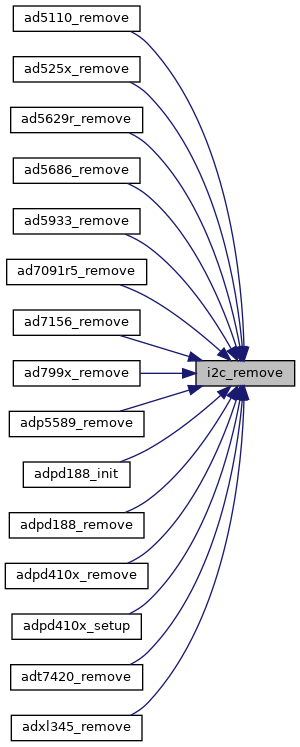 ad5110_remove
ad525x_remove
ad5629r_remove
ad5686_remove
ad5933_remove
ad7091r5_remove
ad7156_remove
ad799x_remove
i2c_remove
adp5589_remove
adpd188_init
adpd188_remove
adpd410x_remove
adpd410x_setup
adt7420_remove
adxl345_remove